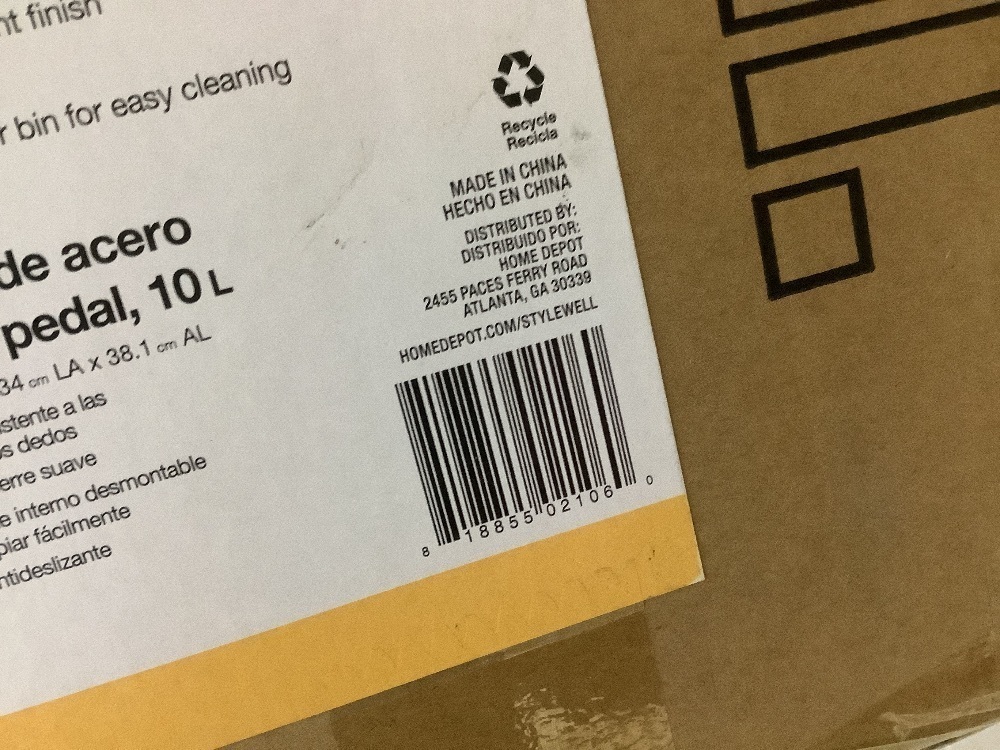 nt finish
r bin for easy cleaning
de acero
pedal, 10 L
34 cm LA x 38.1 cm AL
stente a las
s dedos
erre suave
e interno desmontable
piar fácilmente
ntideslizante
Recycle
Recicla
MADE IN CHINA
HECHO EN CHINA
DISTRIBUTED BY:
DISTRIBUIDO POR:
HOME DEPOT
2455 PACES FERRY ROAD
ATLANTA, GA 30339
HOMEDEPOT.COM/STYLEWELL
8 18855 02106 0